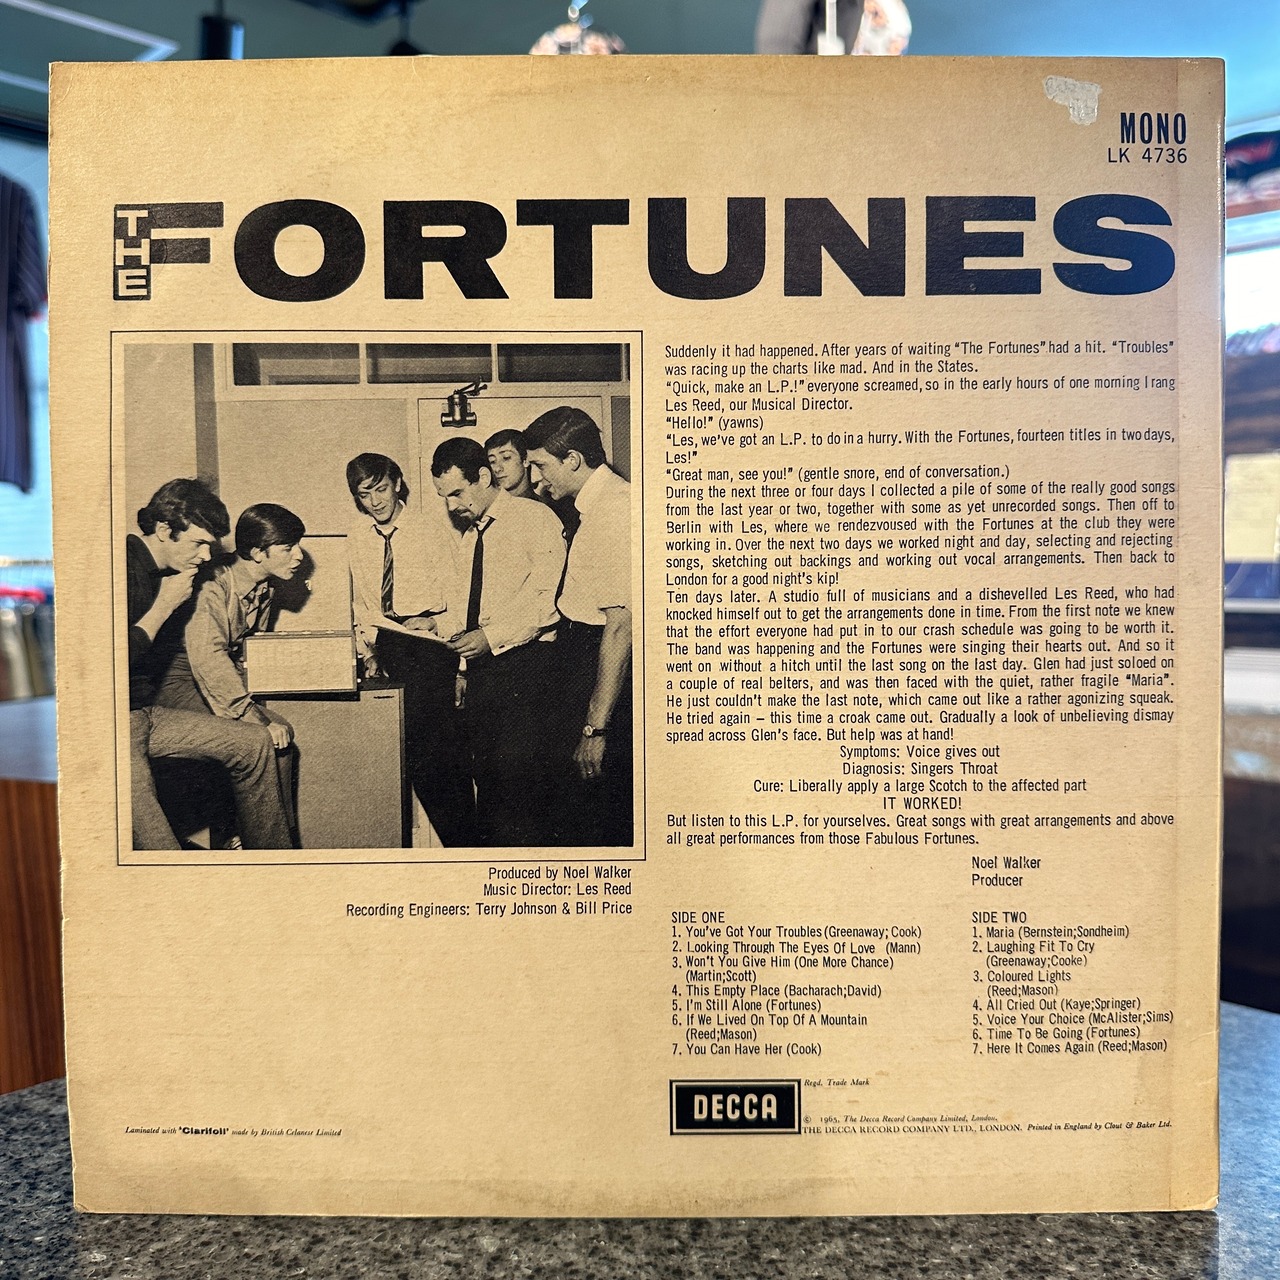 MONO
LK 4736
THE FORTUNES
Suddenly it had happened. After years of waiting “The Fortunes” had a hit. “Troubles”
was racing up the charts like mad. And in the States.
“Quick, make an L.P.!” everyone screamed, so in the early hours of one morning I rang
Les Reed, our Musical Director.
“Hello!” (yawns)
“Les, we've got an L.P. to do in a hurry. With the Fortunes, fourteen titles in two days,
Les!”
“Great man, see you!” (gentle snore, end of conversation.)
During the next three or four days I collected a pile of some of the really good songs
from the last year or two, together with some as yet unrecorded songs. Then off to
Berlin with Les, where we rendezvoused with the Fortunes at the club they were
working in. Over the next two days we worked night and day, selecting and rejecting
songs, sketching out backings and working out vocal arrangements. Then back to
London for a good night's kip!
Ten days later. A studio full of musicians and a dishevelled Les Reed, who had
knocked himself out to get the arrangements done in time. From the first note we knew
that the effort everyone had put in to our crash schedule was going to be worth it.
The band was happening and the Fortunes were singing their hearts out. And so it
went on without a hitch until the last song on the last day. Glen had just soloed on
a couple of real belters, and was then faced with the quiet, rather fragile “Maria”.
He just couldn't make the last note, which came out like a rather agonizing squeak.
He tried again – this time a croak came out. Gradually a look of unbelieving dismay
spread across Glen's face. But help was at hand!
Symptoms: Voice gives out
Diagnosis: Singers Throat
Cure: Liberally apply a large Scotch to the affected part
IT WORKED!
But listen to this L.P. for yourselves. Great songs with great arrangements and above
all great performances from those Fabulous Fortunes.
Noel Walker
Producer
Produced by Noel Walker
Music Director: Les Reed
Recording Engineers: Terry Johnson & Bill Price
SIDE ONE
1. You've Got Your Troubles (Greenaway; Cook)
2. Looking Through The Eyes Of Love (Mann)
3. Won't You Give Him (One More Chance)
(Martin;Scott)
4. This Empty Place (Bacharach;David)
5. I'm Still Alone (Fortunes)
6. If We Lived On Top Of A Mountain
(Reed;Mason)
7. You Can Have Her (Cook)
SIDE TWO
1. Maria (Bernstein;Sondheim)
2. Laughing Fit To Cry
(Greenaway;Cooke)
3. Coloured Lights
(Reed;Mason)
4. All Cried Out (Kaye;Springer)
5. Voice Your Choice (McAlister;Sims)
6. Time To Be Going (Fortunes)
7. Here It Comes Again (Reed;Mason)
DECCA
Regd. Trade Mark
© 1965, The Decca Record Company Limited, London.
THE DECCA RECORD COMPANY LTD., LONDON. Printed in England by Clout & Baker Ltd.
Laminated with 'Clarifoil' made by British Celanese Limited